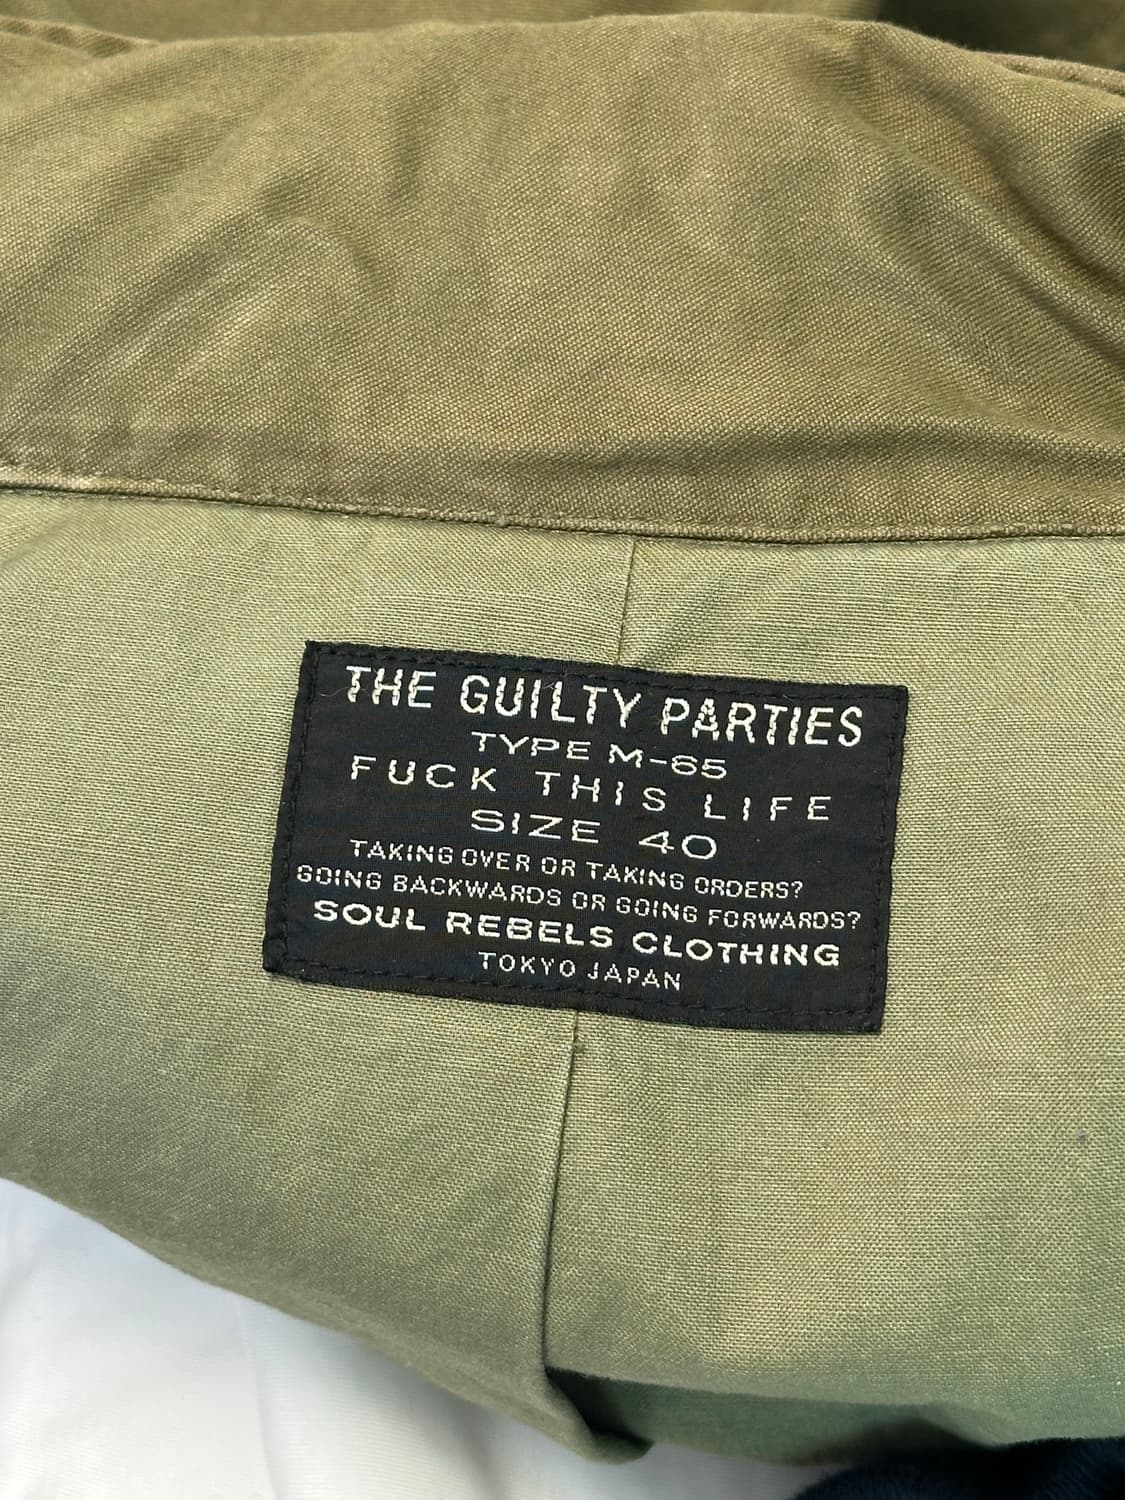 THE GUILTY PARTIES
TYPE M-65
FUCK THIS LIFE
SIZE 40
TAKING OVER OR TAKING ORDERS?
GOING BACKWARDS OR GOING FORWARDS?
SOUL REBELS CLOTHING
TOKYO JAPAN